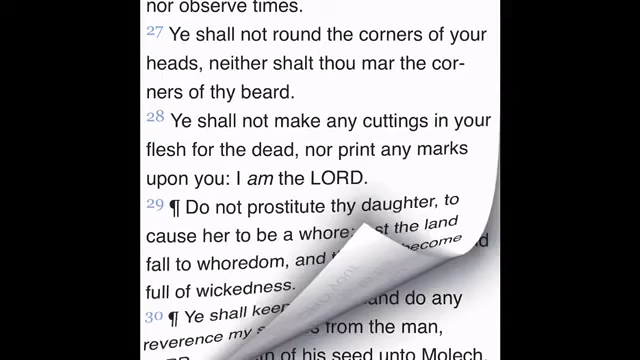 nor observe times.
27 Ye shall not round the corners of your
heads, neither shalt thou mar the cor-
ners of thy beard.
28 Ye shall not make any cuttings in your
flesh for the dead, nor print any marks
upon you: I am the LORD.
29 ¶ Do not prostitute thy daughter, to
cause her to be a whore; st the land
fall to whoredom, and become
full of wickedness.
30 ¶ Ye shall keep and do any
reverence my from the man,
of his seed unto Molech,